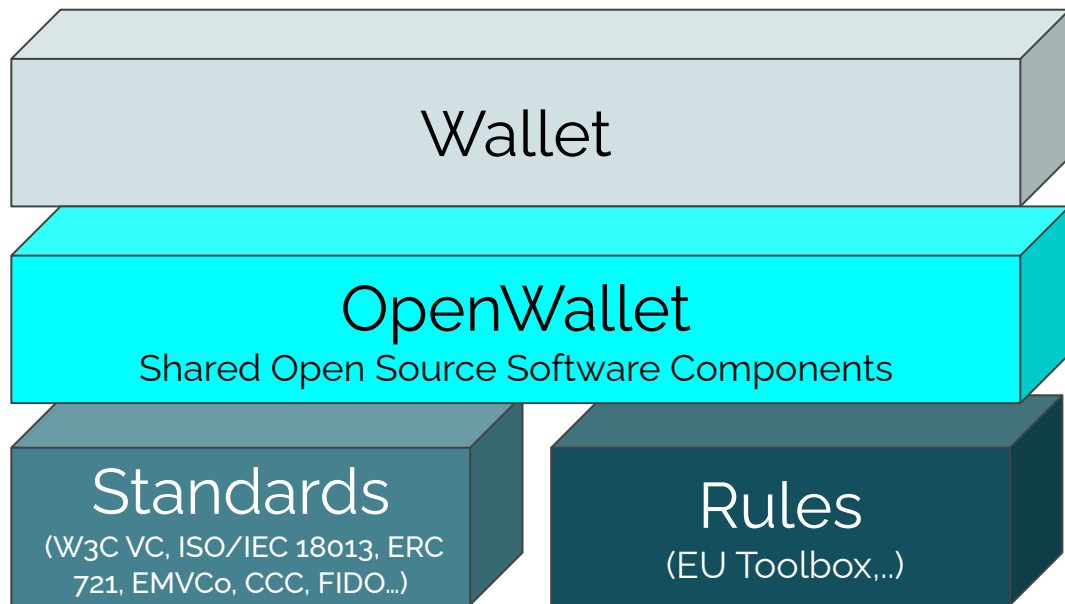 Wallet
OpenWallet
Shared Open Source Software Components
Standards
(W3C VC, ISO/IEC 18013, ERC
721, EMVCo, CCC, FIDO…)
Rules
(EU Toolbox,..)